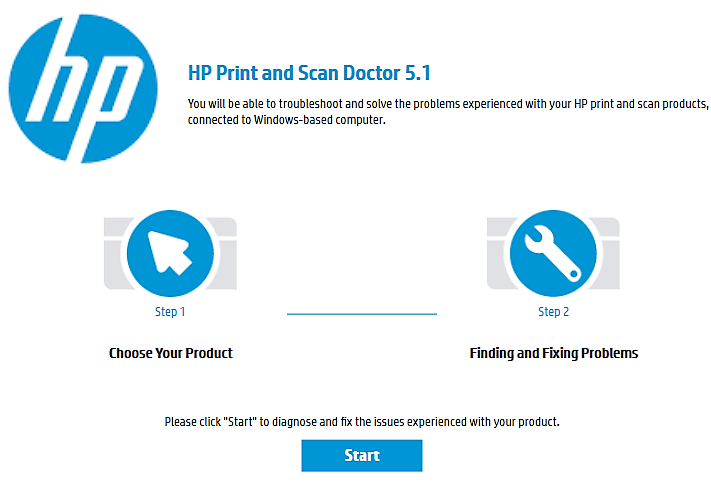 hp
HP Print and Scan Doctor 5.1
You will be able to troubleshoot and solve the problems experienced with your HP print and scan products,
connected to Windows-based computer.
Step 1
Step 2
Choose Your Product
Finding and Fixing Problems
Please click "Start" to diagnose and fix the issues experienced with your product.
Start